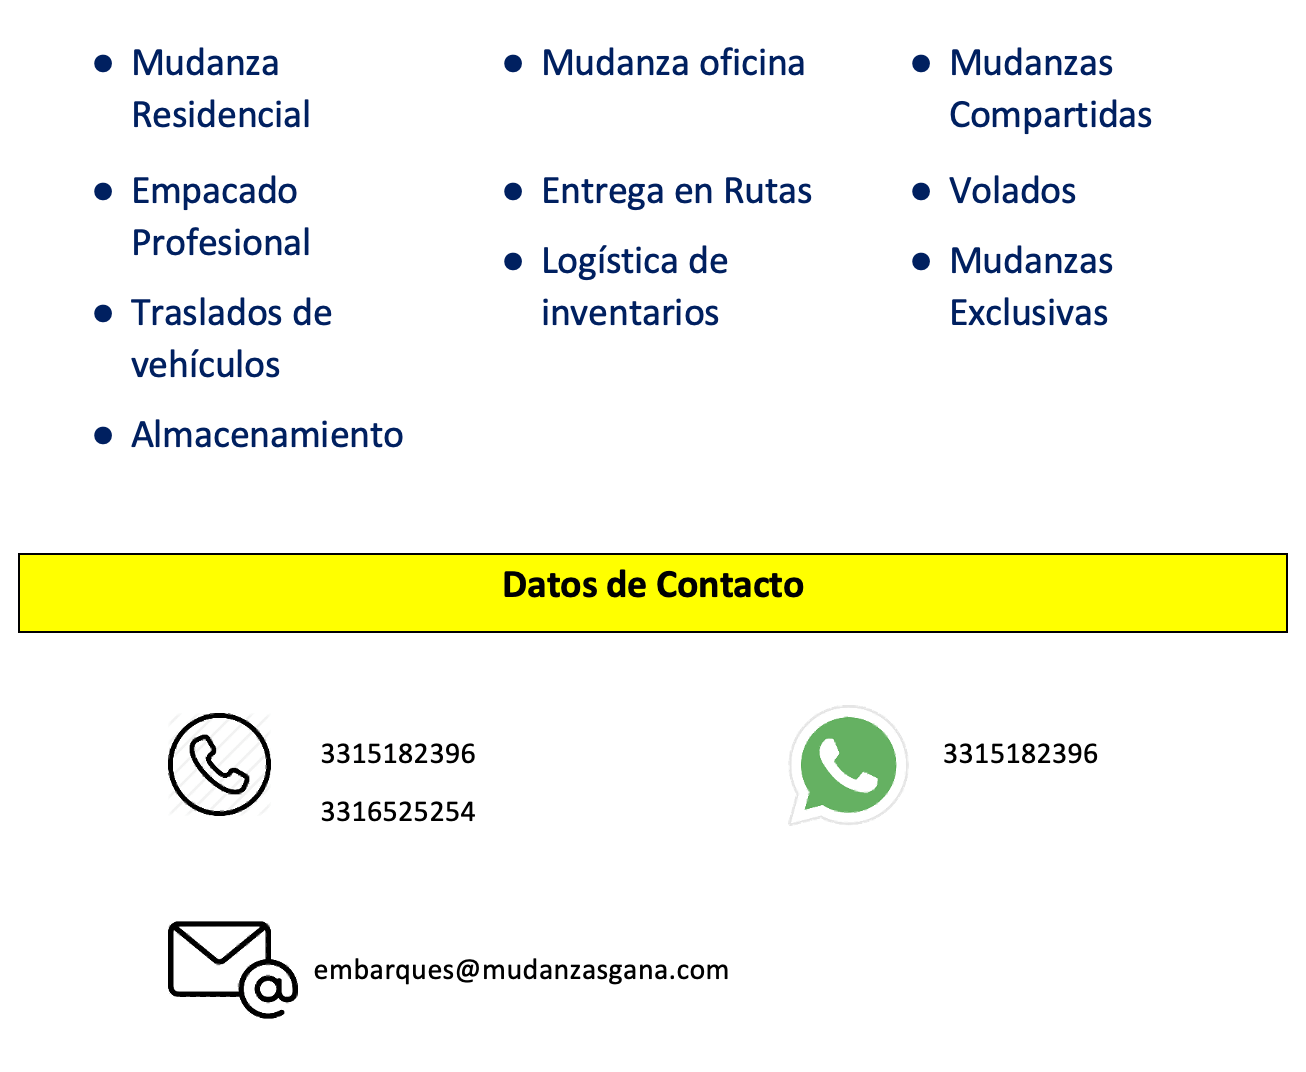 ● Mudanza
Residencial
● Empacado
Profesional
● Traslados de
vehículos
● Almacenamiento
● Mudanza oficina
● Entrega en Rutas
● Logística de
inventarios
● Mudanzas
Compartidas
● Volados
● Mudanzas
Exclusivas
Datos de Contacto
3315182396
3316525254
3315182396
embarques@mudanzasgana.com